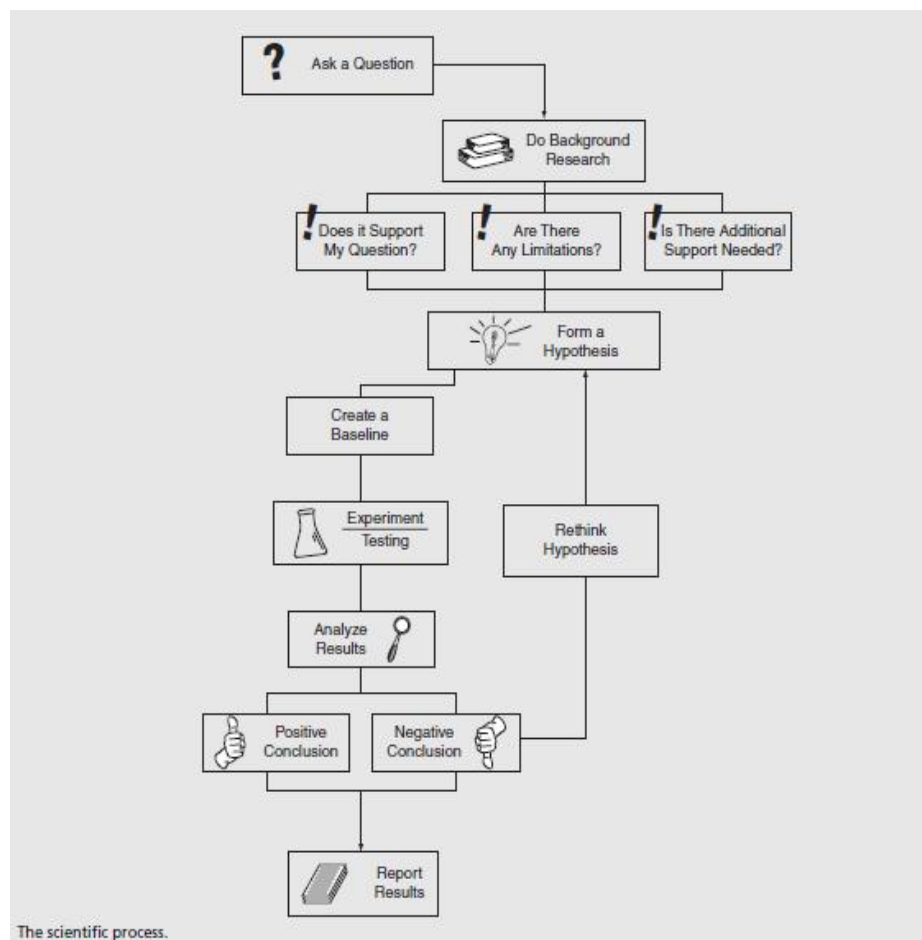 ? Ask a Question
Do Background
Research
! Does it Support
My Question?
! Are There
Any Limitations?
! Is There Additional
Support Needed?
Form a
Hypothesis
Create a
Baseline
Experiment
Testing
Rethink
Hypothesis
Analyze
Results
Positive
Conclusion
Negative
Conclusion
Report
Results
The scientific process.